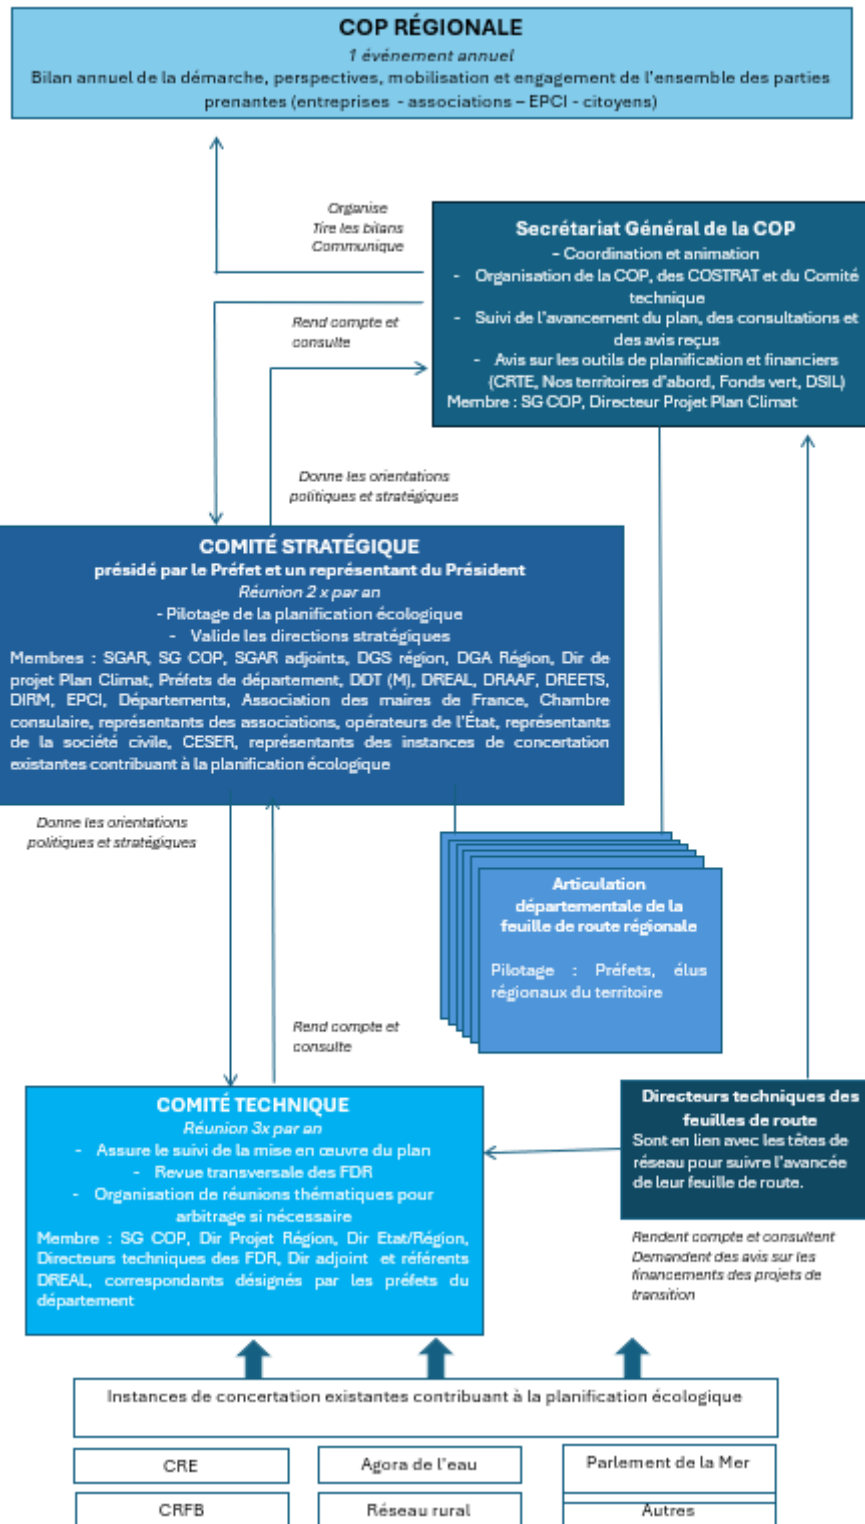 COP RÉGIONALE
1 événement annuel
Bilan annuel de la démarche, perspectives, mobilisation et engagement de l'ensemble des parties
prenantes (entreprises - associations – EPCI - citoyens)
Organise
Tire les bilans
Communique
Secrétariat Général de la COP
- Coordination et animation
- Organisation de la COP, des COSTRAT et du Comité
technique
- Suivi de l'avancement du plan, des consultations et
des avis reçus
- Avis sur les outils de planification et financiers
(CRTE, Nos territoires d'abord, Fonds vert, DSIL)
Membre : SG COP, Directeur Projet Plan Climat
Rend compte et
consulte
Donne les orientations
politiques et stratégiques
COMITÉ STRATÉGIQUE
présidé par le Préfet et un représentant du Président
Réunion 2 x par an
- Pilotage de la planification écologique
- Valide les directions stratégiques
Membres : SGAR, SG COP, SGAR adjoints, DGS région, DGA Région, Dir de
projet Plan Climat, Préfets de département, DDT (M), DREAL, DRAAF, DREETS,
DIRM, EPCI, Départements, Association des maires de France, Chambre
consulaire, représentants des associations, opérateurs de l'État, représentants
de la société civile, CESER, représentants des instances de concertation
existantes contribuant à la planification écologique
Donne les orientations
politiques et stratégiques
Articulation
départementale de la
feuille de route régionale
Pilotage : Préfets, élus
régionaux du territoire
Rend compte et
consulte
COMITÉ TECHNIQUE
Réunion 3x par an
- Assure le suivi de la mise en œuvre du plan
- Revue transversale des FDR
- Organisation de réunions thématiques pour
arbitrage si nécessaire
Membre : SG COP, Dir Projet Région, Dir Etat/Région,
Directeurs techniques des FDR, Dir adjoint et référents
DREAL, correspondants désignés par les préfets du
département
Directeurs techniques des
feuilles de route
Sont en lien avec les têtes de
réseau pour suivre l'avancée
de leur feuille de route.
Rendent compte et consultent
Demandent des avis sur les
financements des projets de
transition
Instances de concertation existantes contribuant à la planification écologique
CRE
Agora de l'eau
Parlement de la Mer
CRFB
Réseau rural
Autres